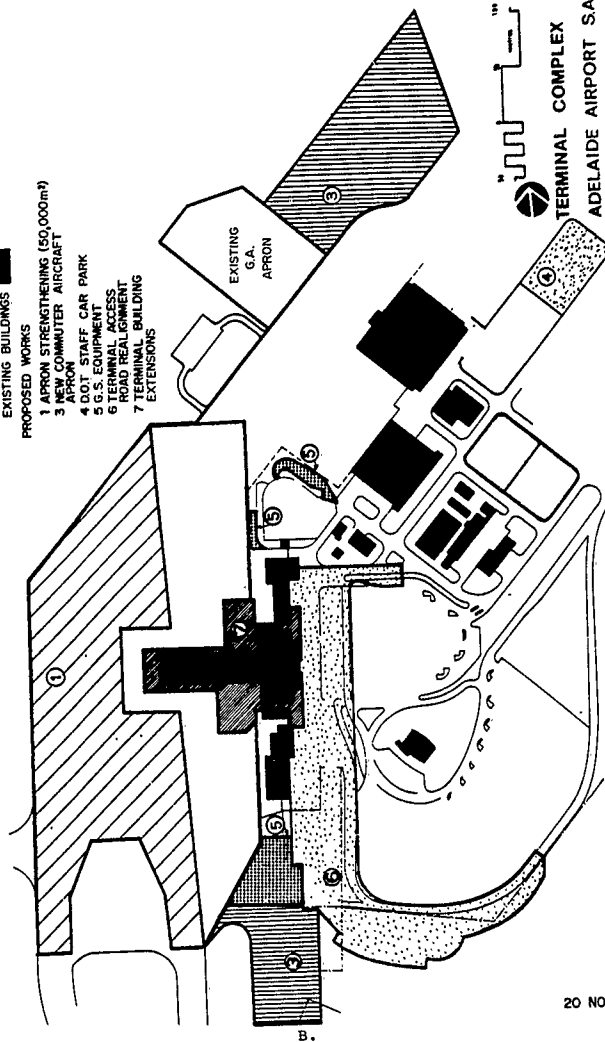 EXISTING BUILDINGS
PROPOSED WORKS
1 APRON STRENGTHENING (50,000m²)
3 NEW COMMUTER AIRCRAFT
APRON
4 D.O.T STAFF CAR PARK
5 G.S. EQUIPMENT
6 TERMINAL ACCESS
ROAD REALIGNMENT
7 TERMINAL BUILDING
EXTENSIONS
1
3
EXISTING
G.A.
APRON
5
5
7
4
5
6
3
TERMINAL COMPLEX
ADELAIDE AIRPORT S.A
20 NO
B.